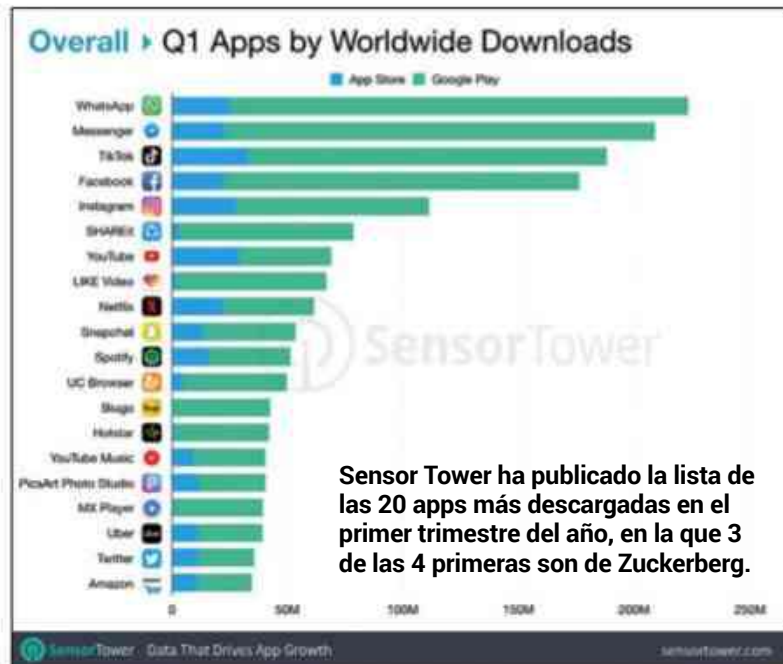 Overall ▸ Q1 Apps by Worldwide Downloads
App Store Google Play
WhatsApp
Messenger
TikTok
Facebook
Instagram
SHAREit
YouTube
LIKE Video
Netflix
Snapchat
Spotify
UC Browser
Hotstar
YouTube Music
PicsArt Photo Studio
MX Player
Uber
Twitter
Amazon
SensorTower
Sensor Tower ha publicado la lista de
las 20 apps más descargadas en el
primer trimestre del año, en la que 3
de las 4 primeras son de Zuckerberg.
0 50M 100M 150M 200M 250M
SensorTower Data That Drives App Growth sensortower.com